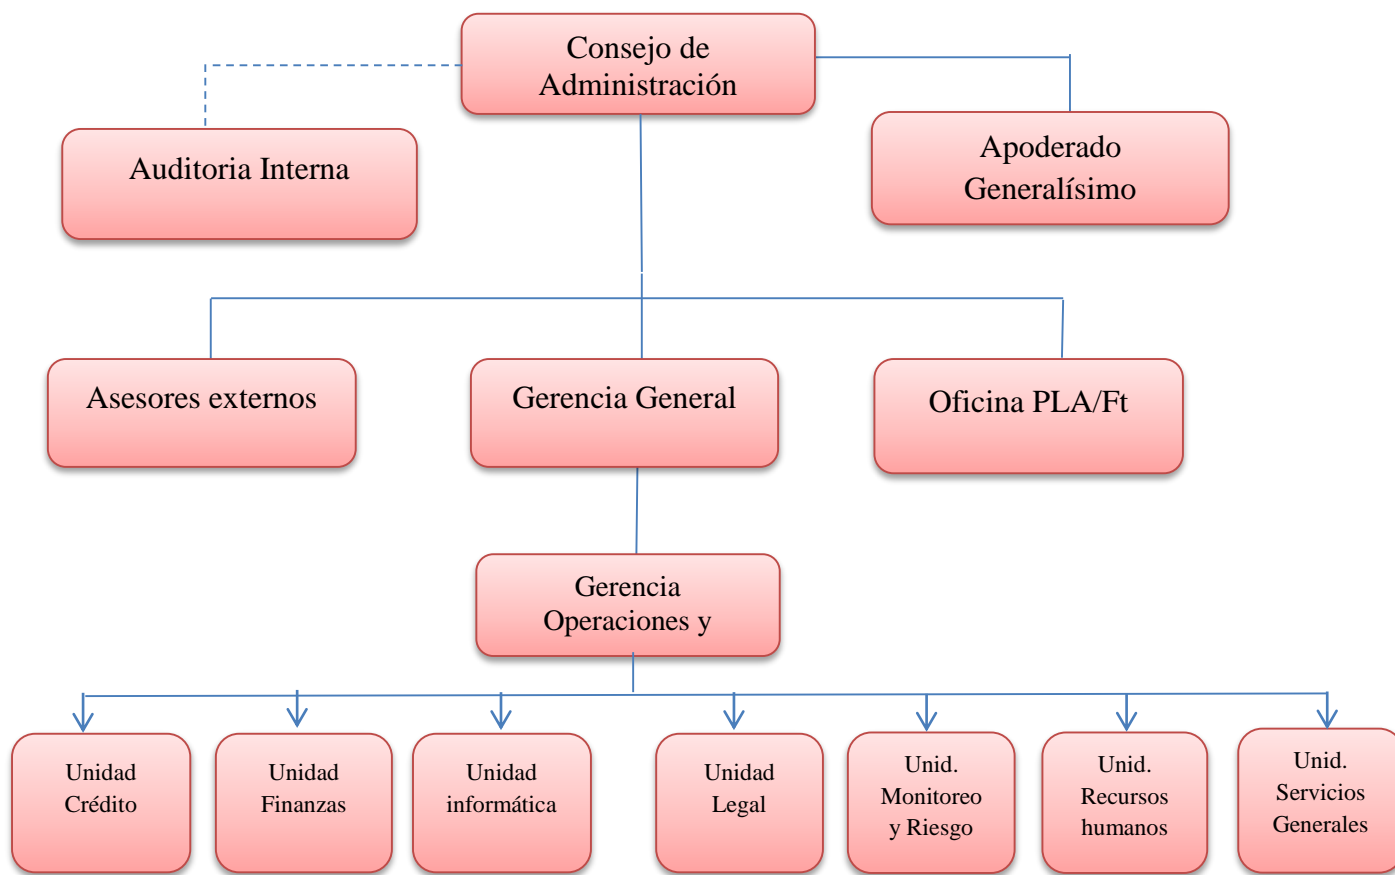 Consejo de
Administración
Auditoria Interna
Apoderado
Generalísimo
Asesores externos
Gerencia General
Oficina PLA/Ft
Gerencia
Operaciones y
Unidad
Crédito
Unidad
Finanzas
Unidad
informática
Unidad
Legal
Unid.
Monitoreo
y Riesgo
Unid.
Recursos
humanos
Unid.
Servicios
Generales